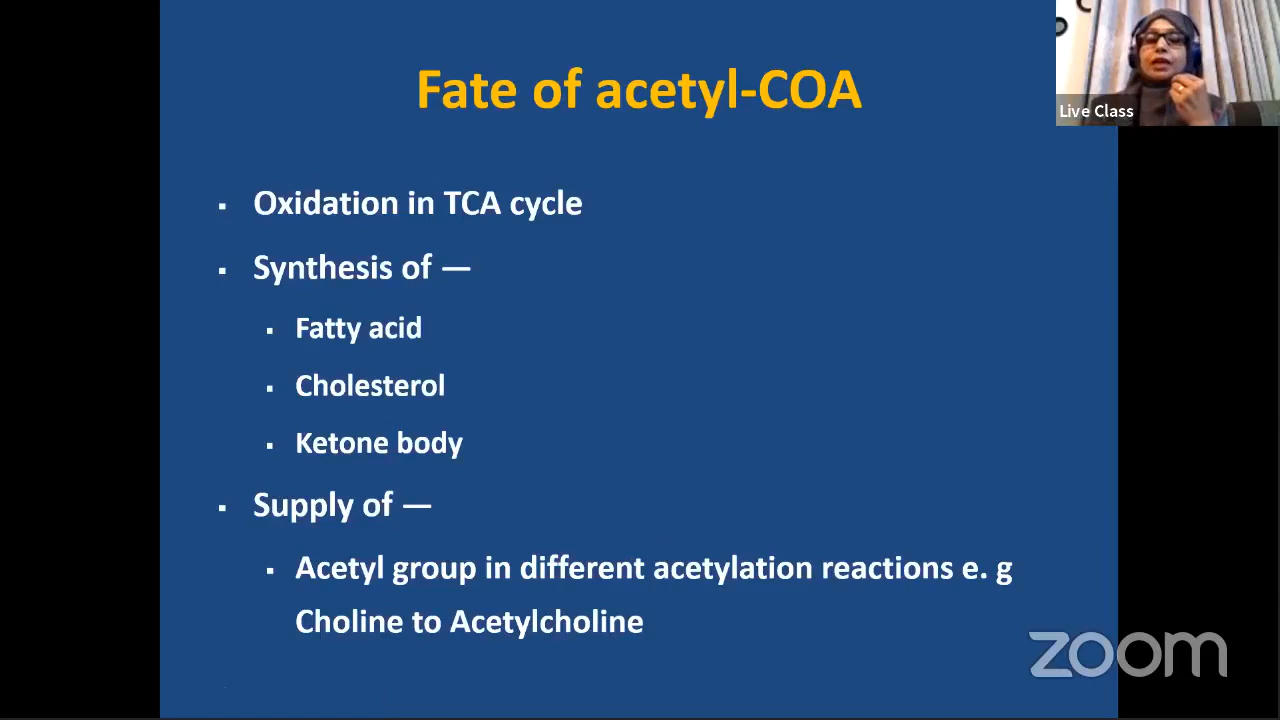 Fate of acetyl-COA
Live Class
Oxidation in TCA cycle
Synthesis of —
Fatty acid
Cholesterol
Ketone body
Supply of —
Acetyl group in different acetylation reactions e. g
Choline to Acetylcholine
zoom